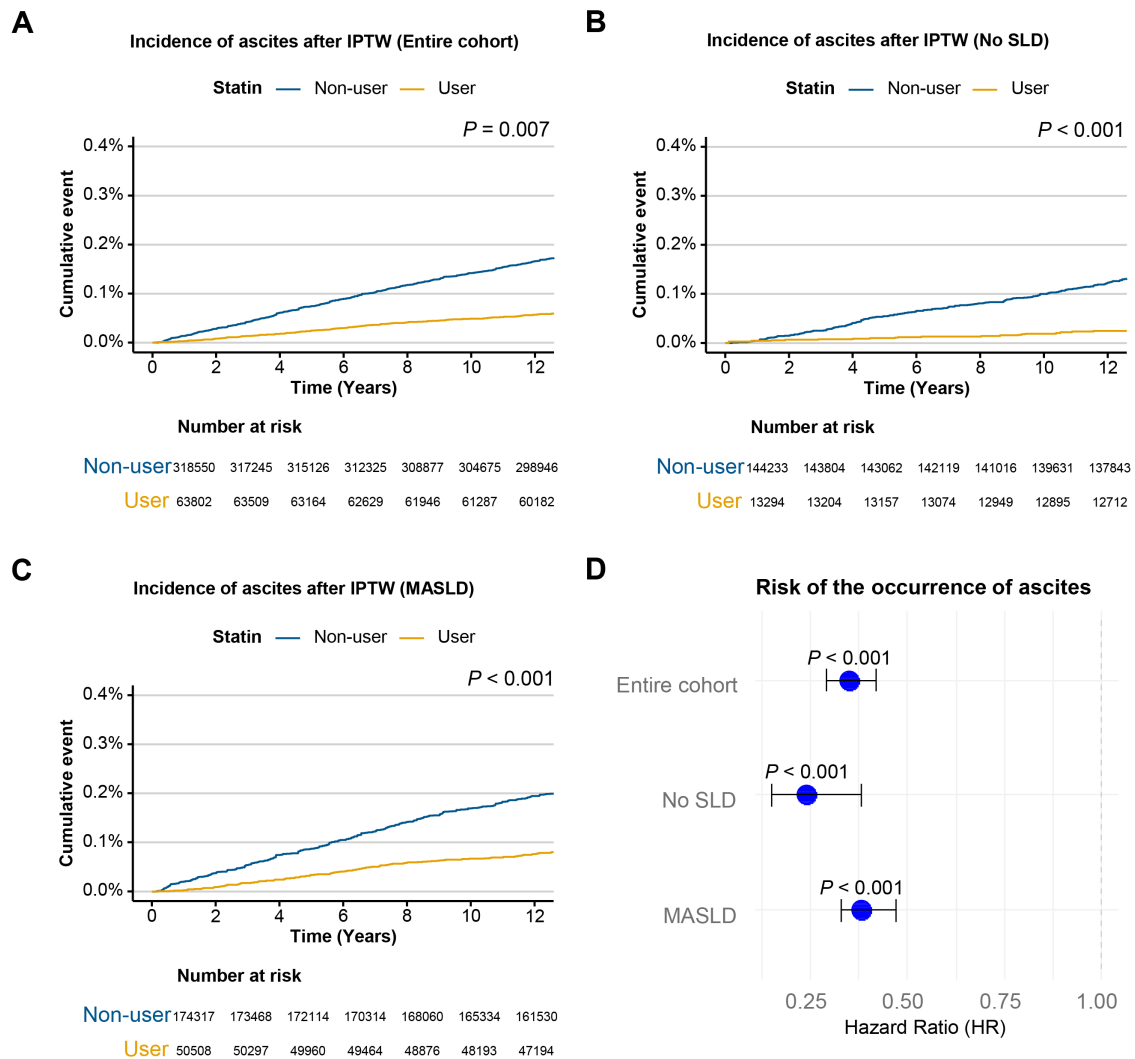 A
Incidence of ascites after IPTW (Entire cohort)
Statin Non-user User
P = 0.007
Cumulative event
0.4%
0.3%
0.2%
0.1%
0.0%
0 2 4 6 8 10 12
Time (Years)
Number at risk
Non-user 318550 317245 315126 312325 308877 304675 298946
User 63802 63509 63164 62629 61946 61287 60182
B
Incidence of ascites after IPTW (No SLD)
Statin Non-user User
P < 0.001
Cumulative event
0.4%
0.3%
0.2%
0.1%
0.0%
0 2 4 6 8 10 12
Time (Years)
Number at risk
Non-user 144233 143804 143062 142119 141016 139631 137843
User 13294 13204 13157 13074 12949 12895 12712
C
Incidence of ascites after IPTW (MASLD)
Statin Non-user User
P < 0.001
Cumulative event
0.4%
0.3%
0.2%
0.1%
0.0%
0 2 4 6 8 10 12
Time (Years)
Number at risk
Non-user 174317 173468 172114 170314 168060 165334 161530
User 50508 50297 49960 49464 48876 48193 47194
D
Risk of the occurrence of ascites
P < 0.001
Entire cohort
P < 0.001
No SLD
P < 0.001
MASLD
0.25 0.50 0.75 1.00
Hazard Ratio (HR)